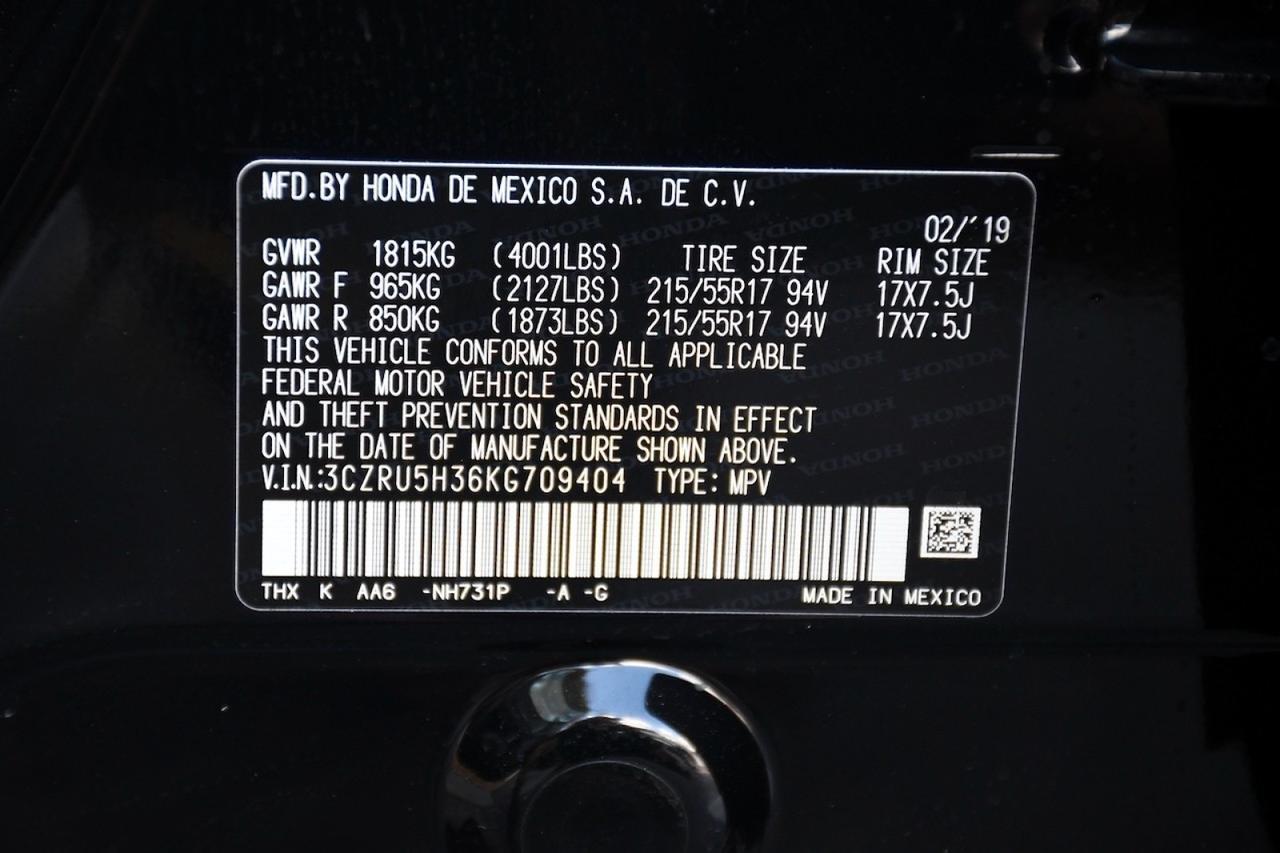 MFD.BY HONDA DE MEXICO S.A. DE C.V.
02/´19
GVWR 1815KG (4001LBS) TIRE SIZE RIM SIZE
GAWR F 965KG (2127LBS) 215/55R17 94V 17X7.5J
GAWR R 850KG (1873LBS) 215/55R17 94V 17X7.5J
THIS VEHICLE CONFORMS TO ALL APPLICABLE
FEDERAL MOTOR VEHICLE SAFETY
AND THEFT PREVENTION STANDARDS IN EFFECT
ON THE DATE OF MANUFACTURE SHOWN ABOVE.
V.I.N.:3CZRU5H36KG709404 TYPE: MPV
THX K AA6 -NH731P -A -G MADE IN MEXICO